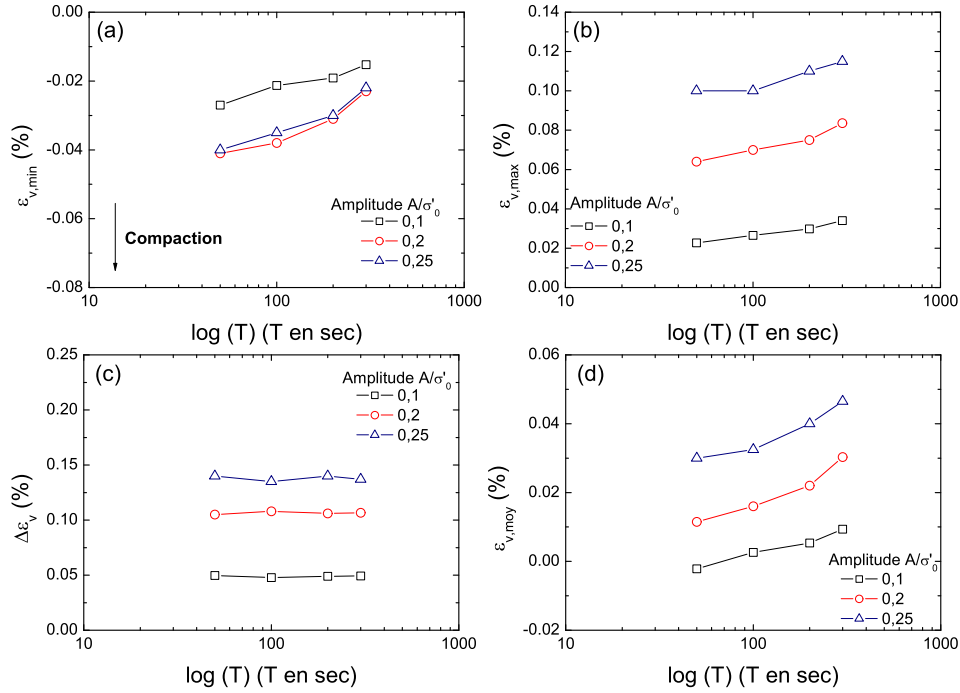 (a)
0.00
-0.02
-0.04
-0.06
-0.08
εv,min (%)
Compaction
Amplitude A/σ'0
0,1
0,2
0,25
10
100
1000
log (T) (T en sec)
(b)
0.14
0.12
0.10
0.08
0.06
0.04
0.02
0.00
εv,max (%)
Amplitude A/σ'0
0,1
0,2
0,25
10
100
1000
log (T) (T en sec)
(c)
0.25
0.20
0.15
0.10
0.05
0.00
Δεv (%)
Amplitude A/σ'0
0,1
0,2
0,25
10
100
1000
log (T) (T en sec)
(d)
0.06
0.04
0.02
0.00
-0.02
εv,moy (%)
Amplitude A/σ'0
0,1
0,2
0,25
10
100
1000
log (T) (T en sec)